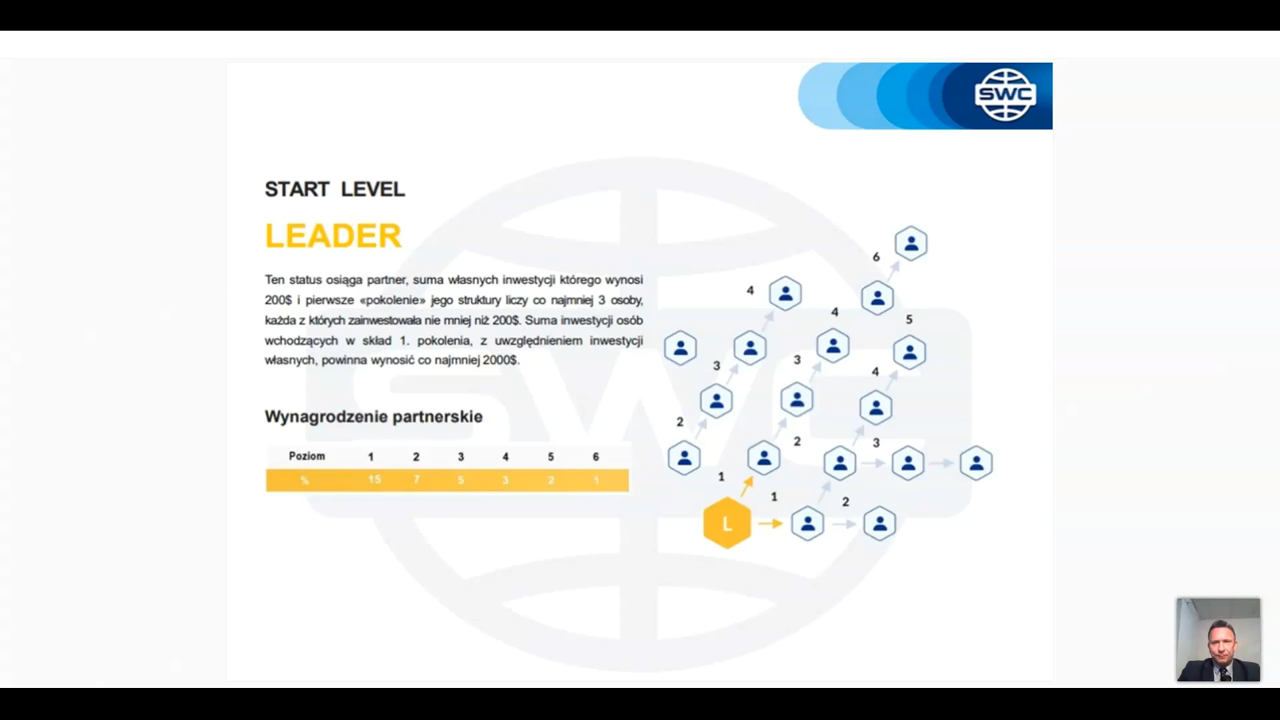 SWC
START LEVEL
LEADER
Ten status osiąga partner, suma własnych inwestycji którego wynosi
200$ i pierwsze «pokolenie» jego struktury liczy co najmniej 3 osoby,
każda z których zainwestowała nie mniej niż 200$. Suma inwestycji osób
wchodzących w skład 1. pokolenia, z uwzględnieniem inwestycji
własnych, powinna wynosić co najmniej 2000$.
Wynagrodzenie partnerskie
Poziom 1 2 3 4 5 6
% 15 7 5 3 2 1
6
4
4
5
3
3
4
2
2
3
1
1
2
L
SWC